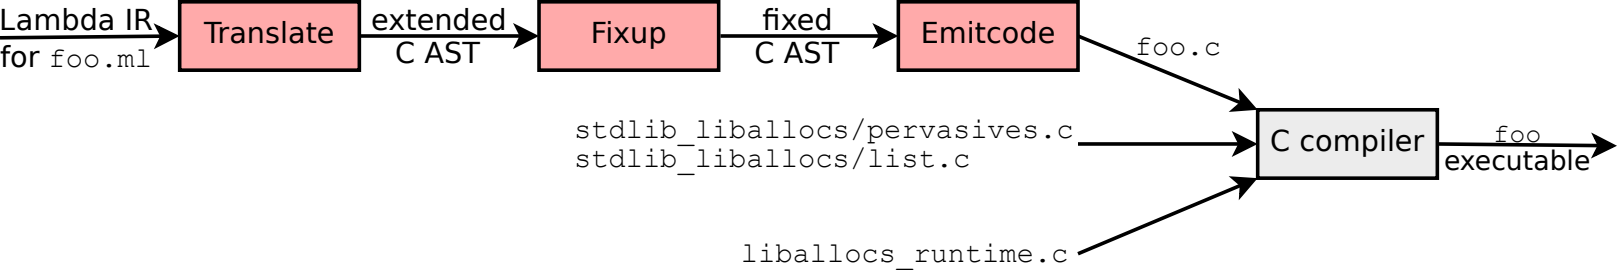 Lambda IR
for foo.ml
Translate
extended
C AST
Fixup
fixed
C AST
Emitcode
foo.c
stdlib_liballocs/pervasives.c
stdlib_liballocs/list.c
liballocs_runtime.c
C compiler
foo
executable